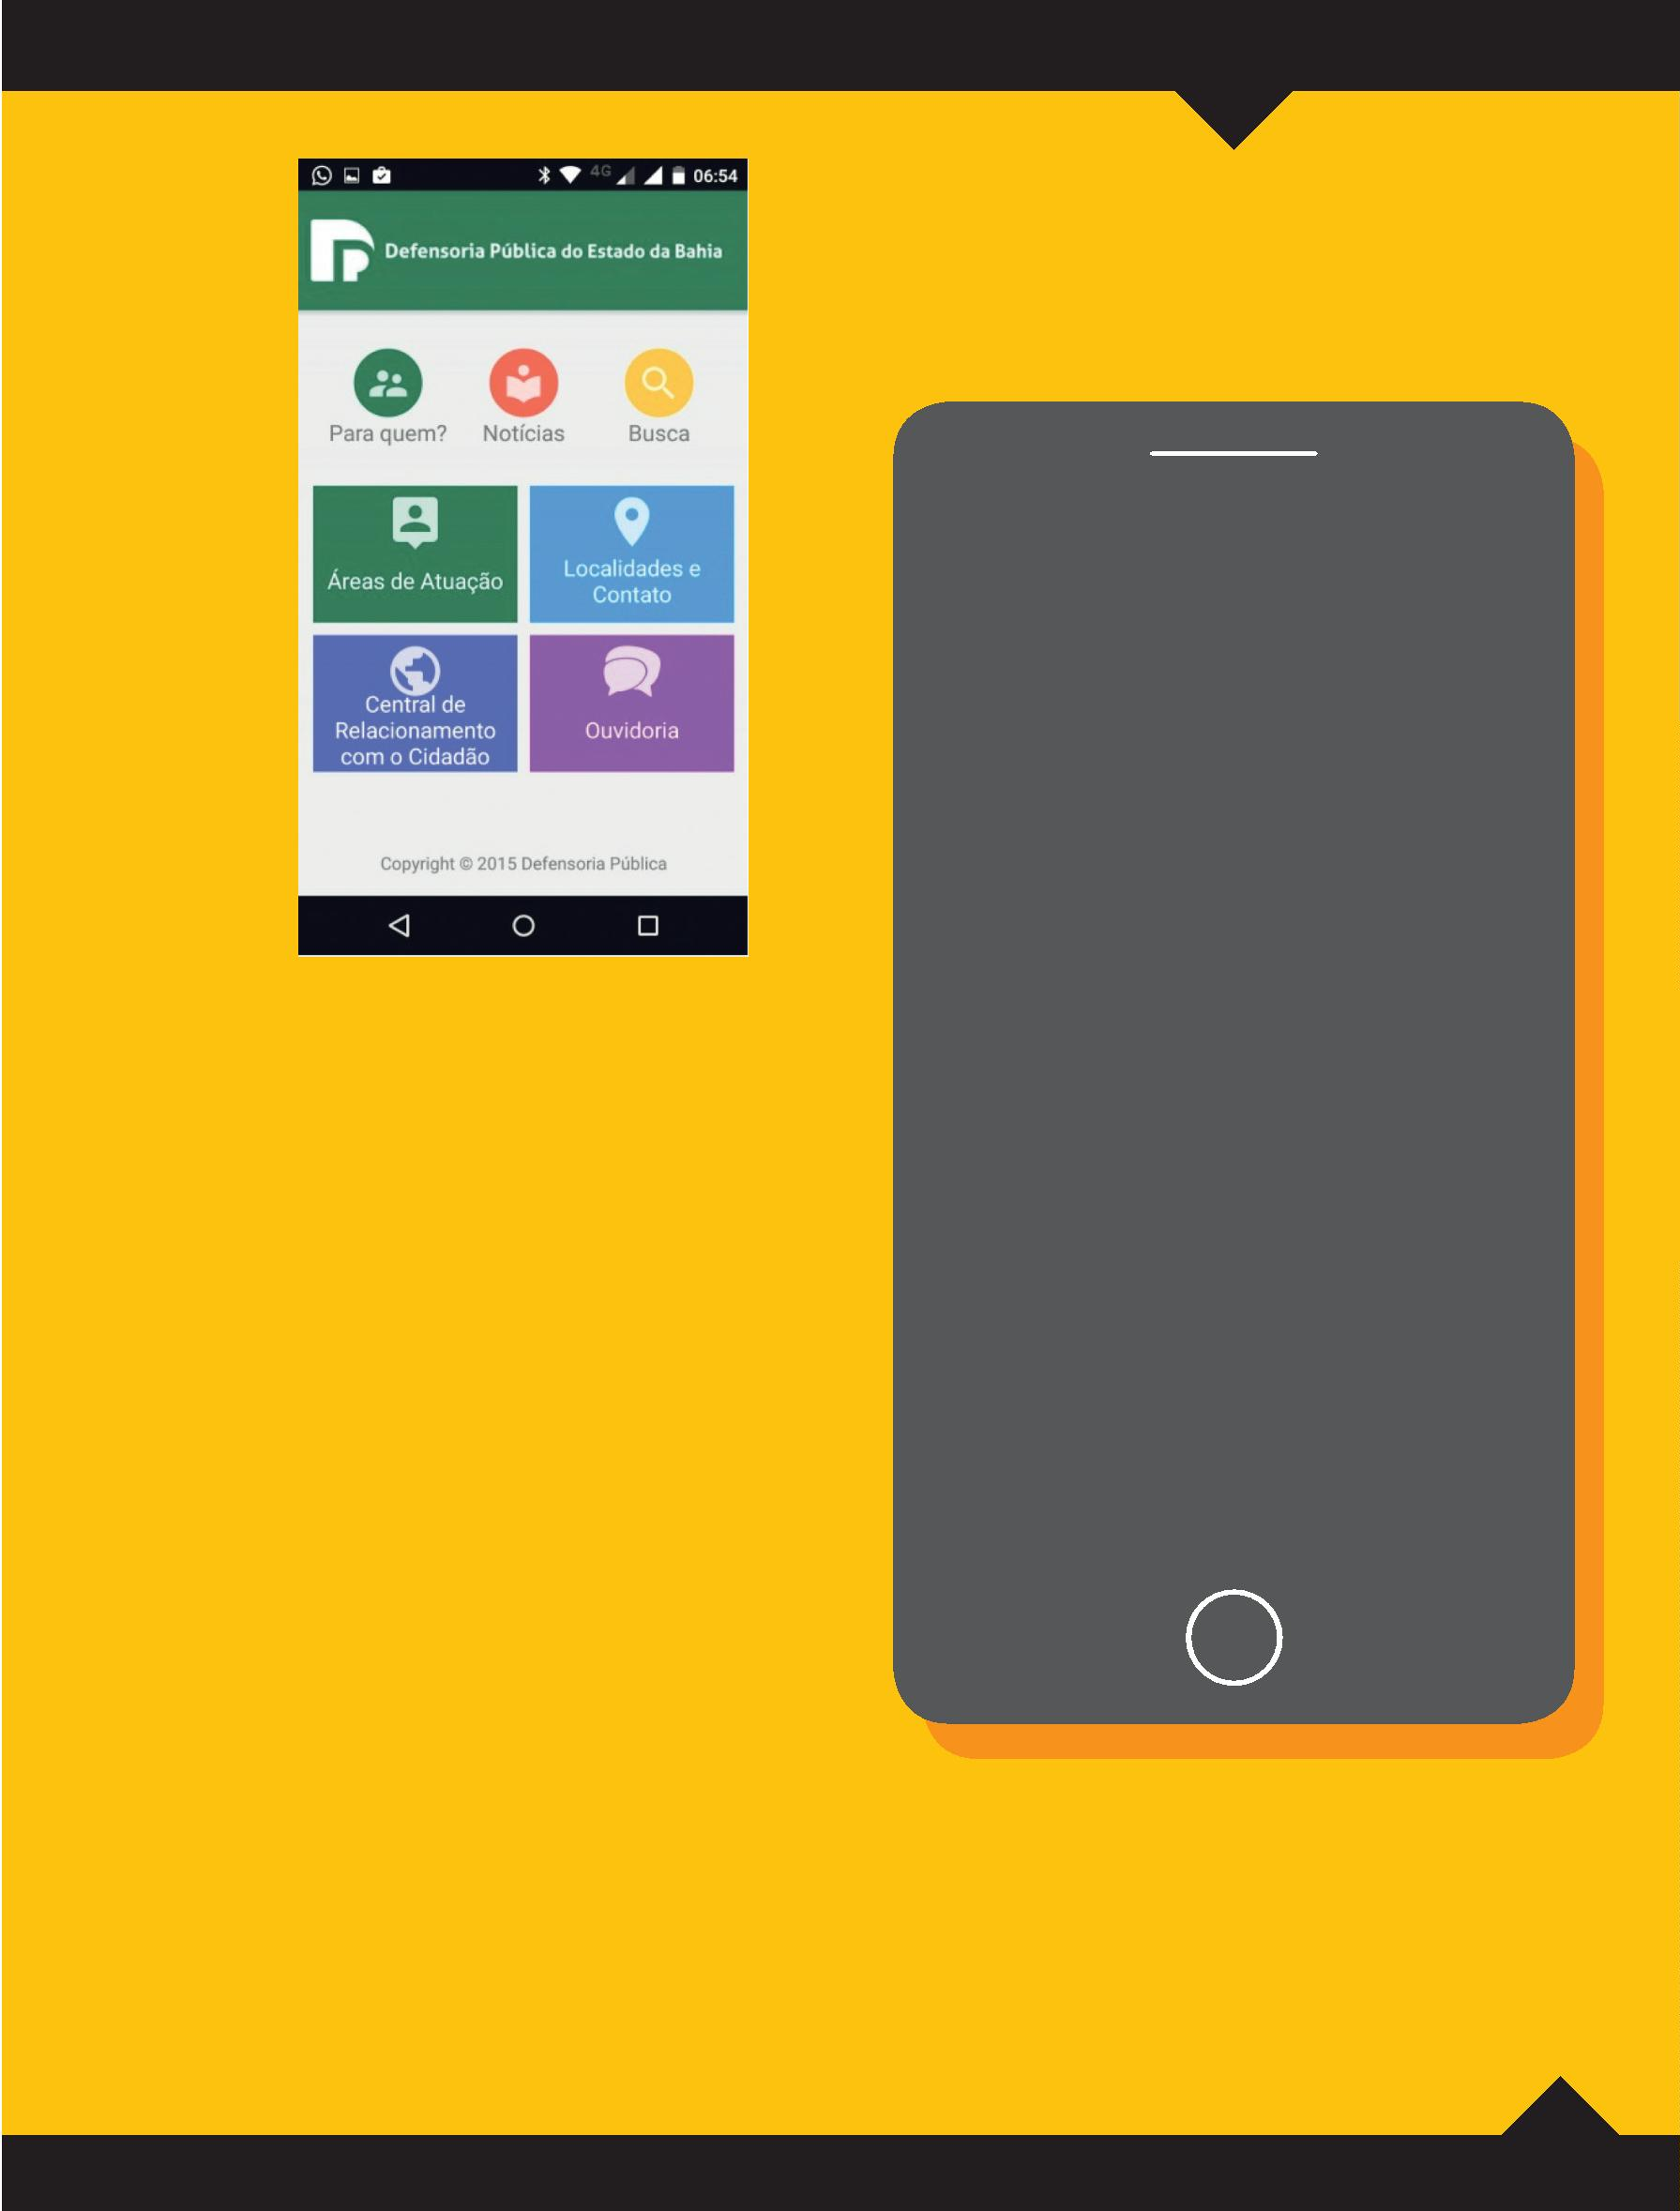 4G 06:54
Defensoria Pública do Estado da Bahia
Para quem? Notícias Busca
Áreas de Atuação
Localidades e
Contato
Central de
Relacionamento
com o Cidadão
Ouvidoria
Copyright © 2015 Defensoria Pública